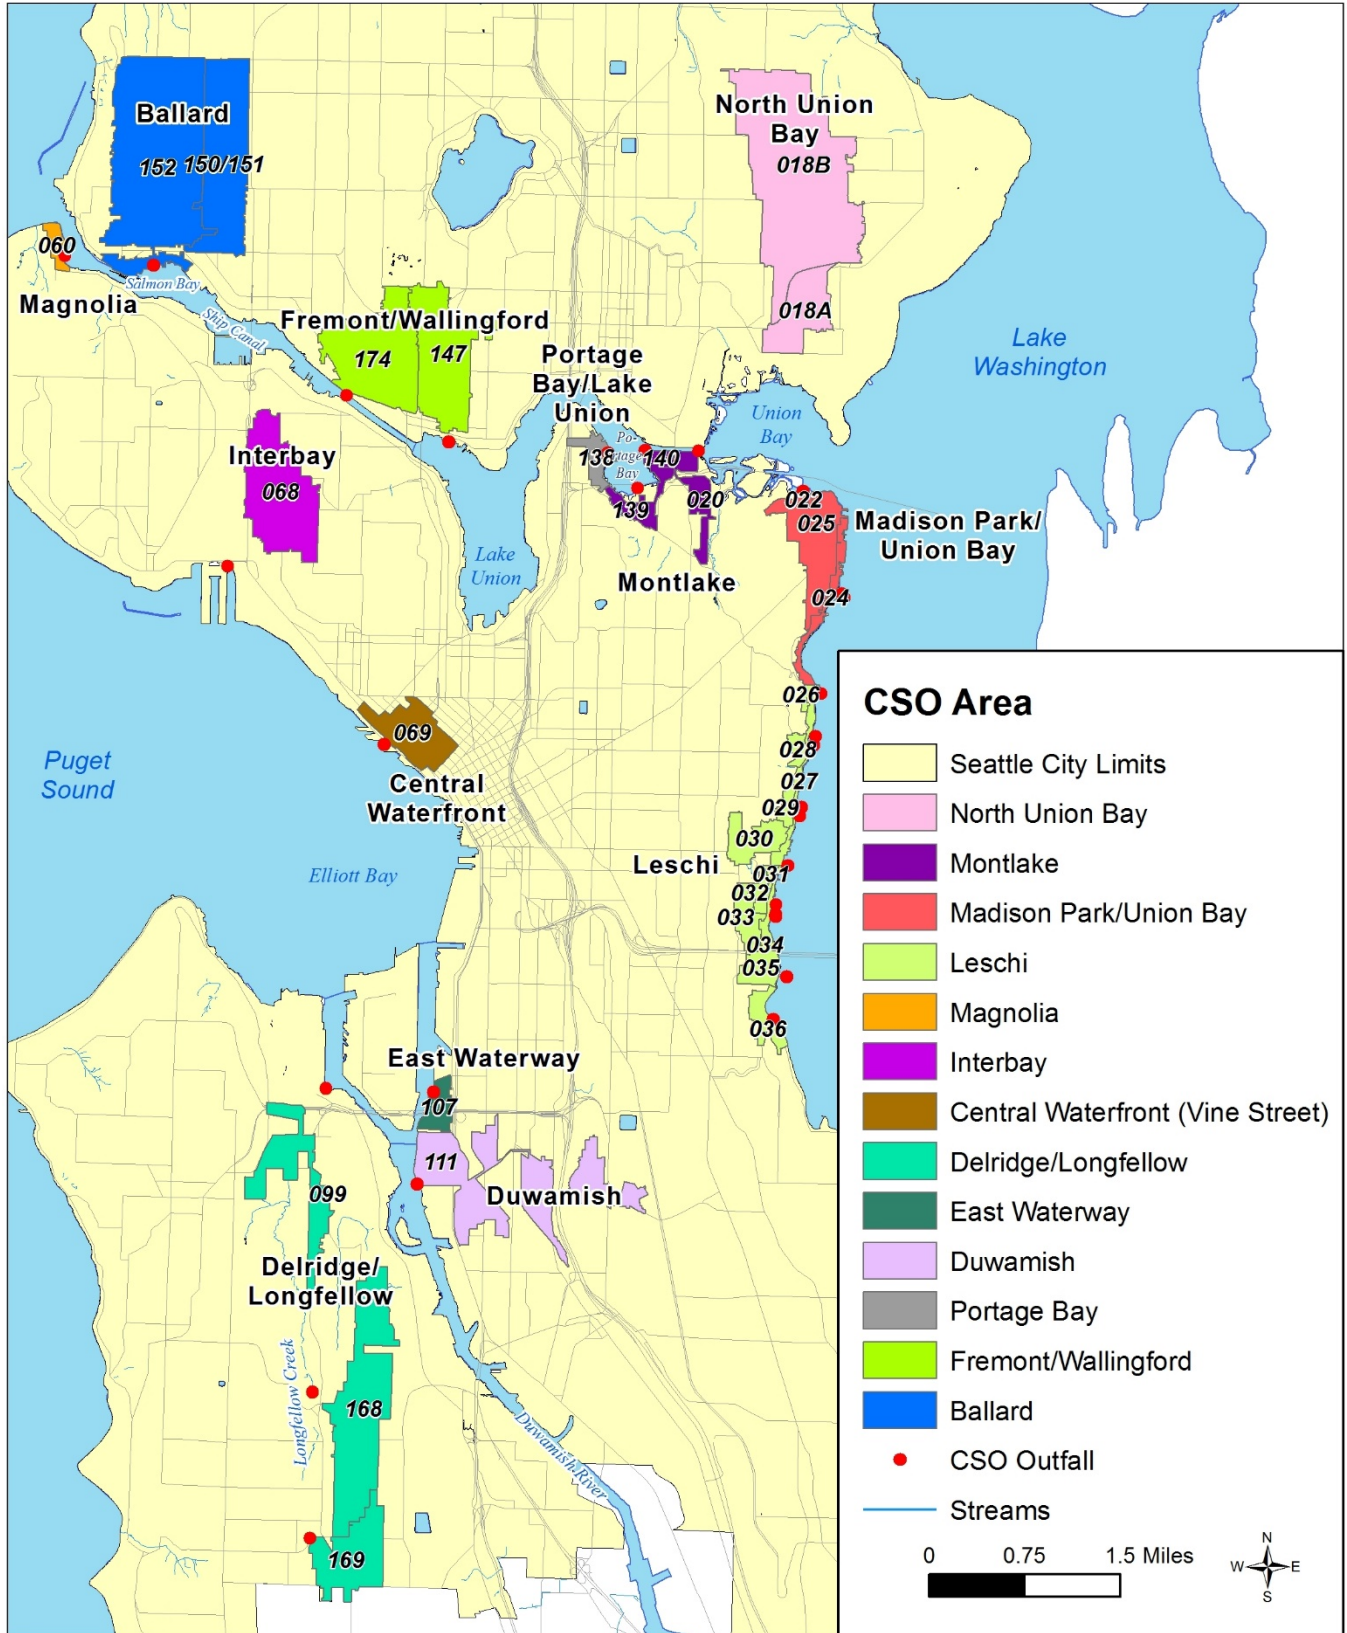 Ballard
152
150/151
North Union
Bay
018B
018A
060
Magnolia
Salmon Bay
Ship Canal
Fremont/Wallingford
174
147
Portage
Bay/Lake
Union
Lake
Washington
Union
Bay
Interbay
068
138
Po-
rtage
Bay
140
139
020
022
025
Madison Park/
Union Bay
024
Montlake
Lake
Union
026
028
027
029
030
031
032
033
034
035
036
Leschi
069
Central
Waterfront
Puget
Sound
Elliott Bay
East Waterway
107
111
Duwamish
099
Delridge/
Longfellow
Longfellow Creek
168
169
Duwamish River
CSO Area
Seattle City Limits
North Union Bay
Montlake
Madison Park/Union Bay
Leschi
Magnolia
Interbay
Central Waterfront (Vine Street)
Delridge/Longfellow
East Waterway
Duwamish
Portage Bay
Fremont/Wallingford
Ballard
CSO Outfall
Streams
0 0.75 1.5 Miles
N
W E
S